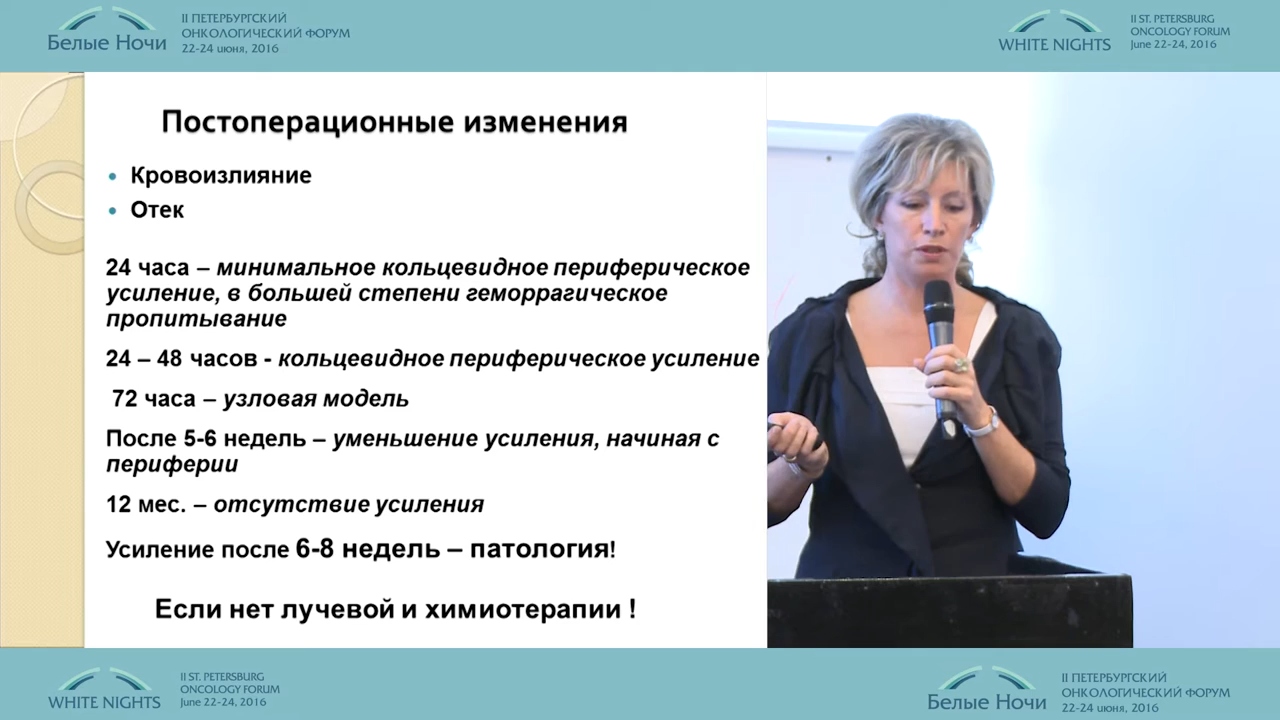 Белые Ночи
II ПЕТЕРБУРГСКИЙ
ОНКОЛОГИЧЕСКИЙ ФОРУМ
22-24 июня, 2016
WHITE NIGHTS
II ST. PETERSBURG
ONCOLOGY FORUM
June 22-24, 2016
Постоперационные изменения
• Кровоизлияние
• Отек
24 часа – минимальное кольцевидное периферическое
усиление, в большей степени геморрагическое
пропитывание
24 – 48 часов - кольцевидное периферическое усиление
72 часа – узловая модель
После 5-6 недель – уменьшение усиления, начиная с
периферии
12 мес. – отсутствие усиления
Усиление после 6-8 недель – патология!
Если нет лучевой и химиотерапии !
WHITE NIGHTS
II ST. PETERSBURG
ONCOLOGY FORUM
June 22-24, 2016
Белые Ночи
II ПЕТЕРБУРГСКИЙ
ОНКОЛОГИЧЕСКИЙ ФОРУМ
22-24 июня, 2016